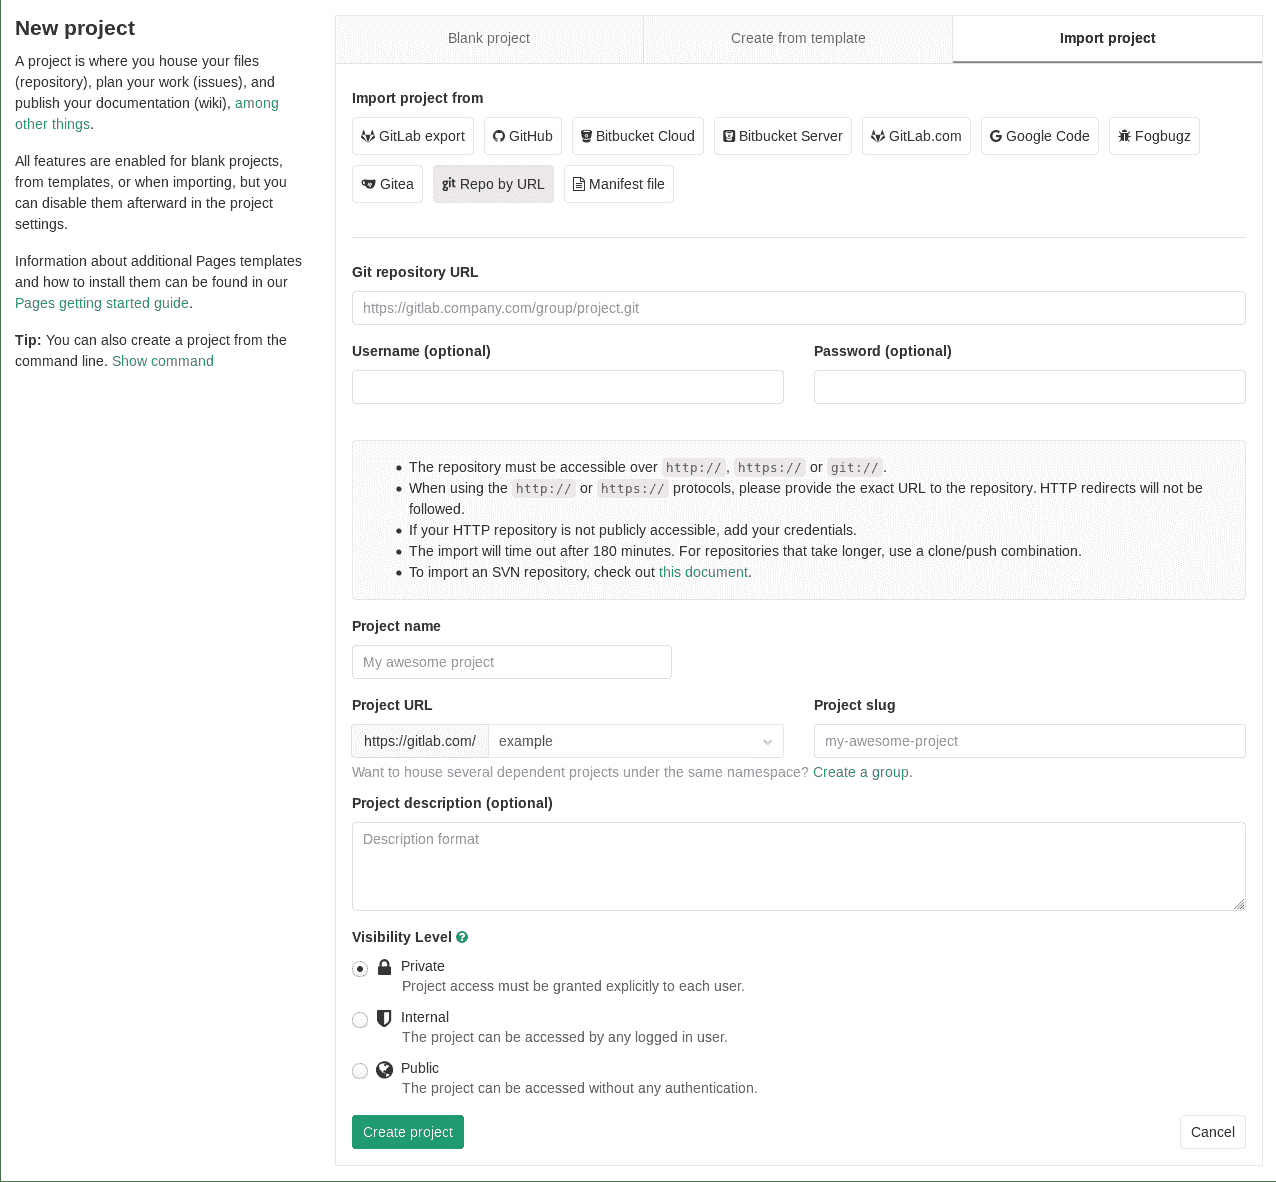 New project
A project is where you house your files
(repository), plan your work (issues), and
publish your documentation (wiki), among
other things.
All features are enabled for blank projects,
from templates, or when importing, but you
can disable them afterward in the project
settings.
Information about additional Pages templates
and how to install them can be found in our
Pages getting started guide.
Tip: You can also create a project from the
command line. Show command
Blank project
Create from template
Import project
Import project from
GitLab export
GitHub
Bitbucket Cloud
Bitbucket Server
GitLab.com
Google Code
Fogbugz
Gitea
git Repo by URL
Manifest file
Git repository URL
https://gitlab.company.com/group/project.git
Username (optional)
Password (optional)
• The repository must be accessible over http://, https:// or git://.
• When using the http:// or https:// protocols, please provide the exact URL to the repository. HTTP redirects will not be
followed.
• If your HTTP repository is not publicly accessible, add your credentials.
• The import will time out after 180 minutes. For repositories that take longer, use a clone/push combination.
• To import an SVN repository, check out this document.
Project name
My awesome project
Project URL
Project slug
https://gitlab.com/
example
my-awesome-project
Want to house several dependent projects under the same namespace? Create a group.
Project description (optional)
Description format
Visibility Level ?
Private
Project access must be granted explicitly to each user.
Internal
The project can be accessed by any logged in user.
Public
The project can be accessed without any authentication.
Create project
Cancel